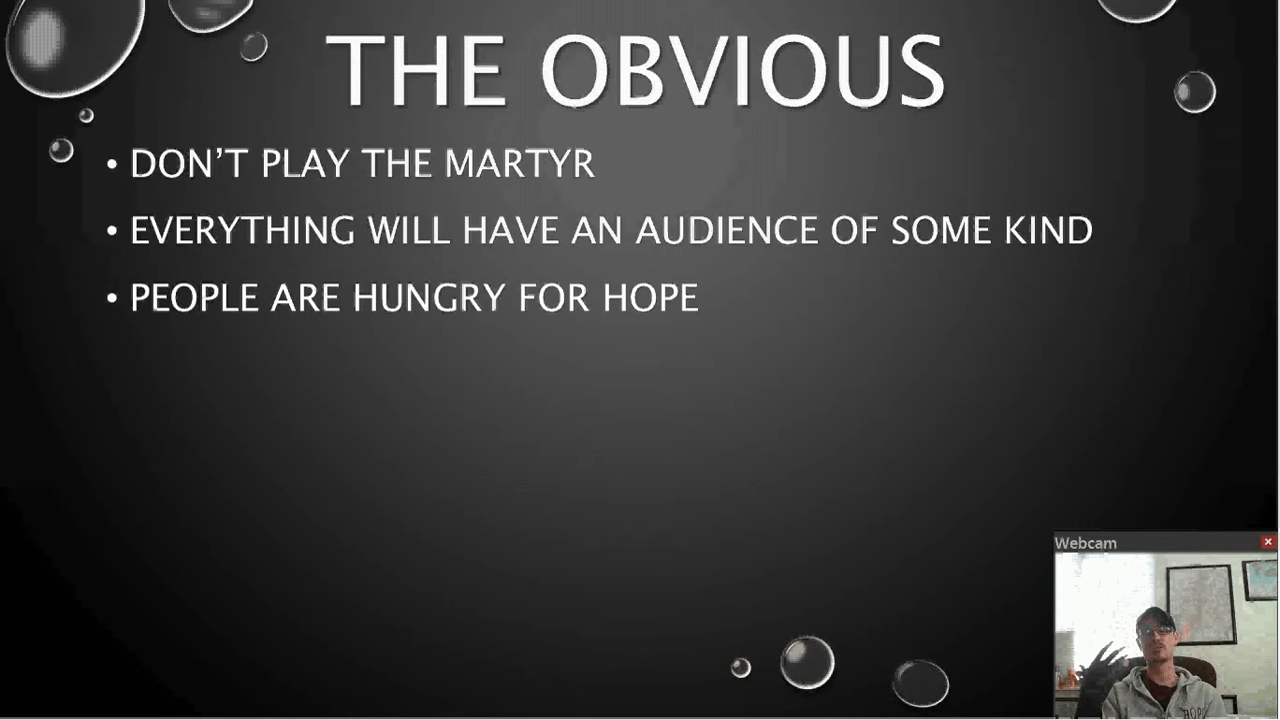 THE OBVIOUS
• DON'T PLAY THE MARTYR
• EVERYTHING WILL HAVE AN AUDIENCE OF SOME KIND
• PEOPLE ARE HUNGRY FOR HOPE
Webcam